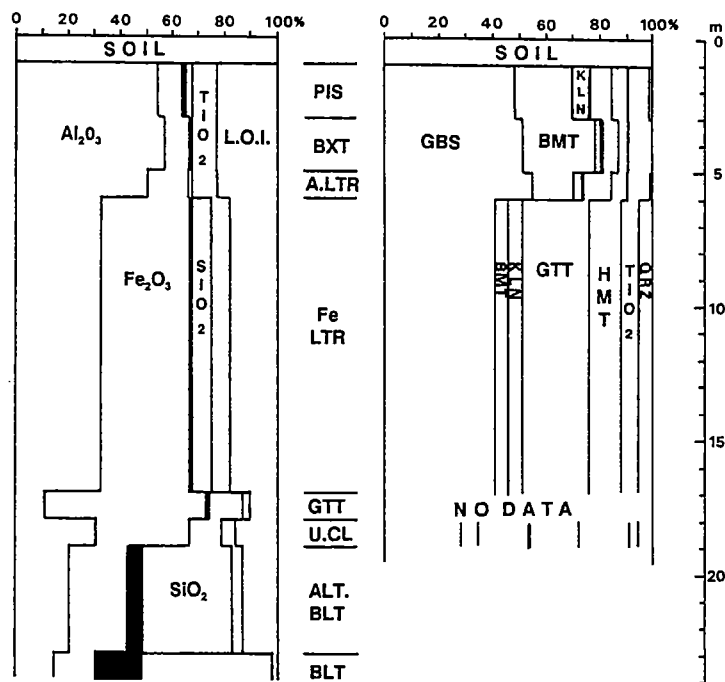 0 20 40 60 80 100%
0 20 40 60 80 100%
m
0
SOIL
SOIL
PIS
BXT
A.LTR
Fe
LTR
GTT
U.CL
ALT.
BLT
BLT
Al₂O₃
Fe₂O₃
TIO2
L.O.I.
SIO2
SiO₂
GBS
BMT
KLN
BMT
KLN
GTT
HMT
TIO2
QRZ
NO DATA
5
10
15
20